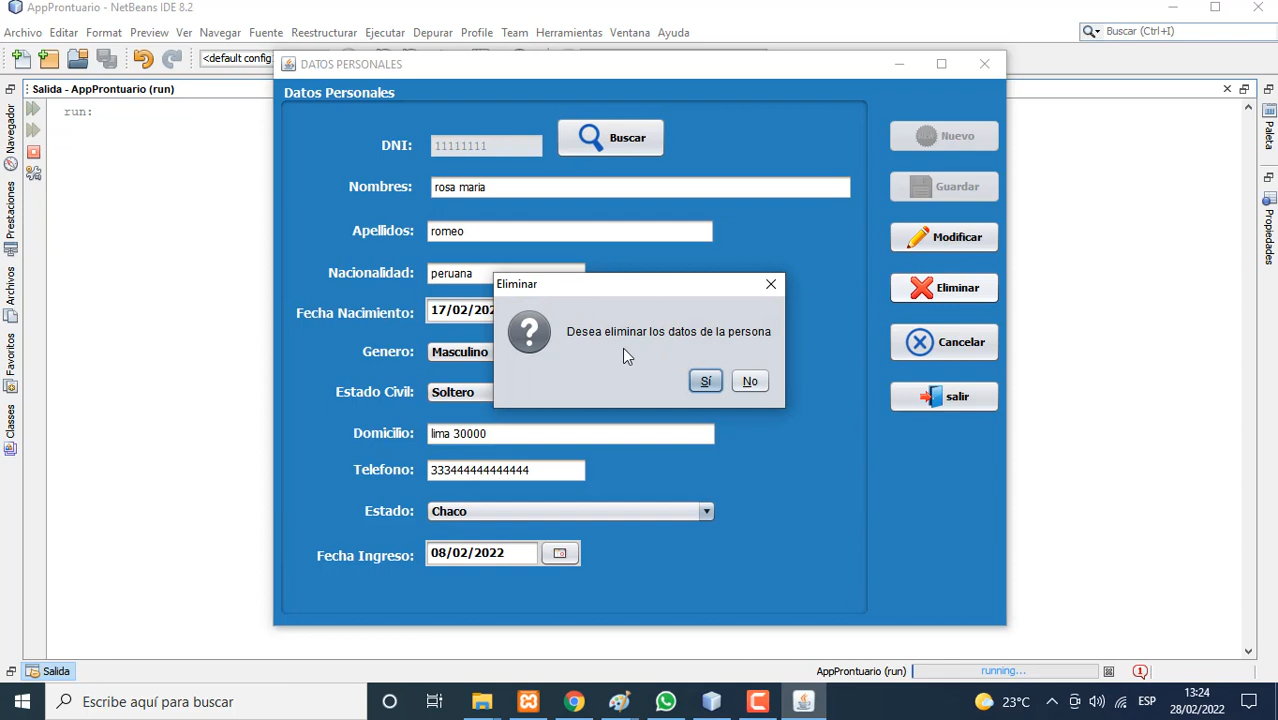 AppProntuario - NetBeans IDE 8.2
Archivo Editar Format Preview Ver Navegar Fuente Reestructurar Ejecutar Depurar Profile Team Herramientas Ventana Ayuda
Buscar (Ctrl+I)
<default config
DATOS PERSONALES
Salida - AppProntuario (run)
run:
Navegador
Prestaciones
Archivos
Favoritos
Classes
Paleta
Propiedades
Datos Personales
DNI: 11111111 Buscar
Nombres: rosa maria
Apellidos: romeo
Nacionalidad: peruana
Fecha Nacimiento: 17/02/202
Genero: Masculino
Estado Civil: Soltero
Domicilio: lima 30000
Telefono: 333444444444444
Estado: Chaco
Fecha Ingreso: 08/02/2022
Nuevo
Guardar
Modificar
Eliminar
Cancelar
salir
Eliminar
Desea eliminar los datos de la persona
Sí No
Salida
AppProntuario (run) running...
1
Escribe aquí para buscar
23°C
ESP
13:24
28/02/2022